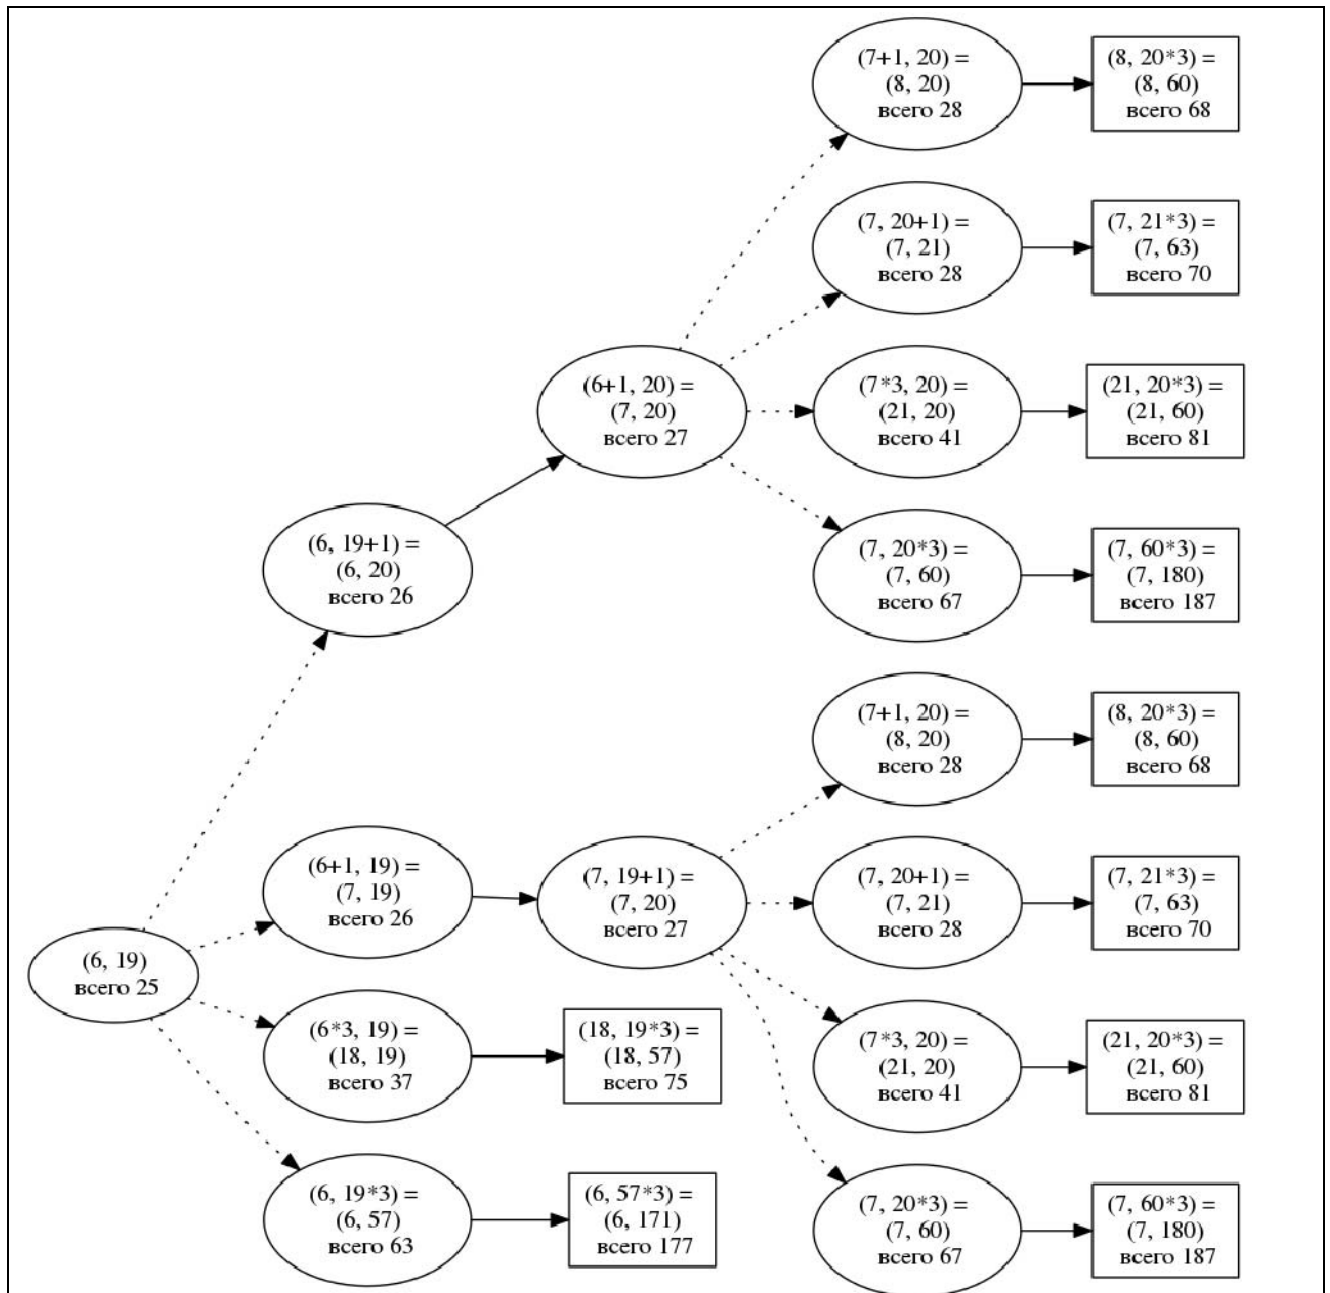 (7+1, 20) =
(8, 20)
всего 28
(8, 20*3) =
(8, 60)
всего 68
(7, 20+1) =
(7, 21)
всего 28
(7, 21*3) =
(7, 63)
всего 70
(6+1, 20) =
(7, 20)
всего 27
(7*3, 20) =
(21, 20)
всего 41
(21, 20*3) =
(21, 60)
всего 81
(6, 19+1) =
(6, 20)
всего 26
(7, 20*3) =
(7, 60)
всего 67
(7, 60*3) =
(7, 180)
всего 187
(7+1, 20) =
(8, 20)
всего 28
(8, 20*3) =
(8, 60)
всего 68
(6, 19)
всего 25
(6+1, 19) =
(7, 19)
всего 26
(7, 19+1) =
(7, 20)
всего 27
(7, 20+1) =
(7, 21)
всего 28
(7, 21*3) =
(7, 63)
всего 70
(6*3, 19) =
(18, 19)
всего 37
(18, 19*3) =
(18, 57)
всего 75
(7*3, 20) =
(21, 20)
всего 41
(21, 20*3) =
(21, 60)
всего 81
(6, 19*3) =
(6, 57)
всего 63
(6, 57*3) =
(6, 171)
всего 177
(7, 20*3) =
(7, 60)
всего 67
(7, 60*3) =
(7, 180)
всего 187